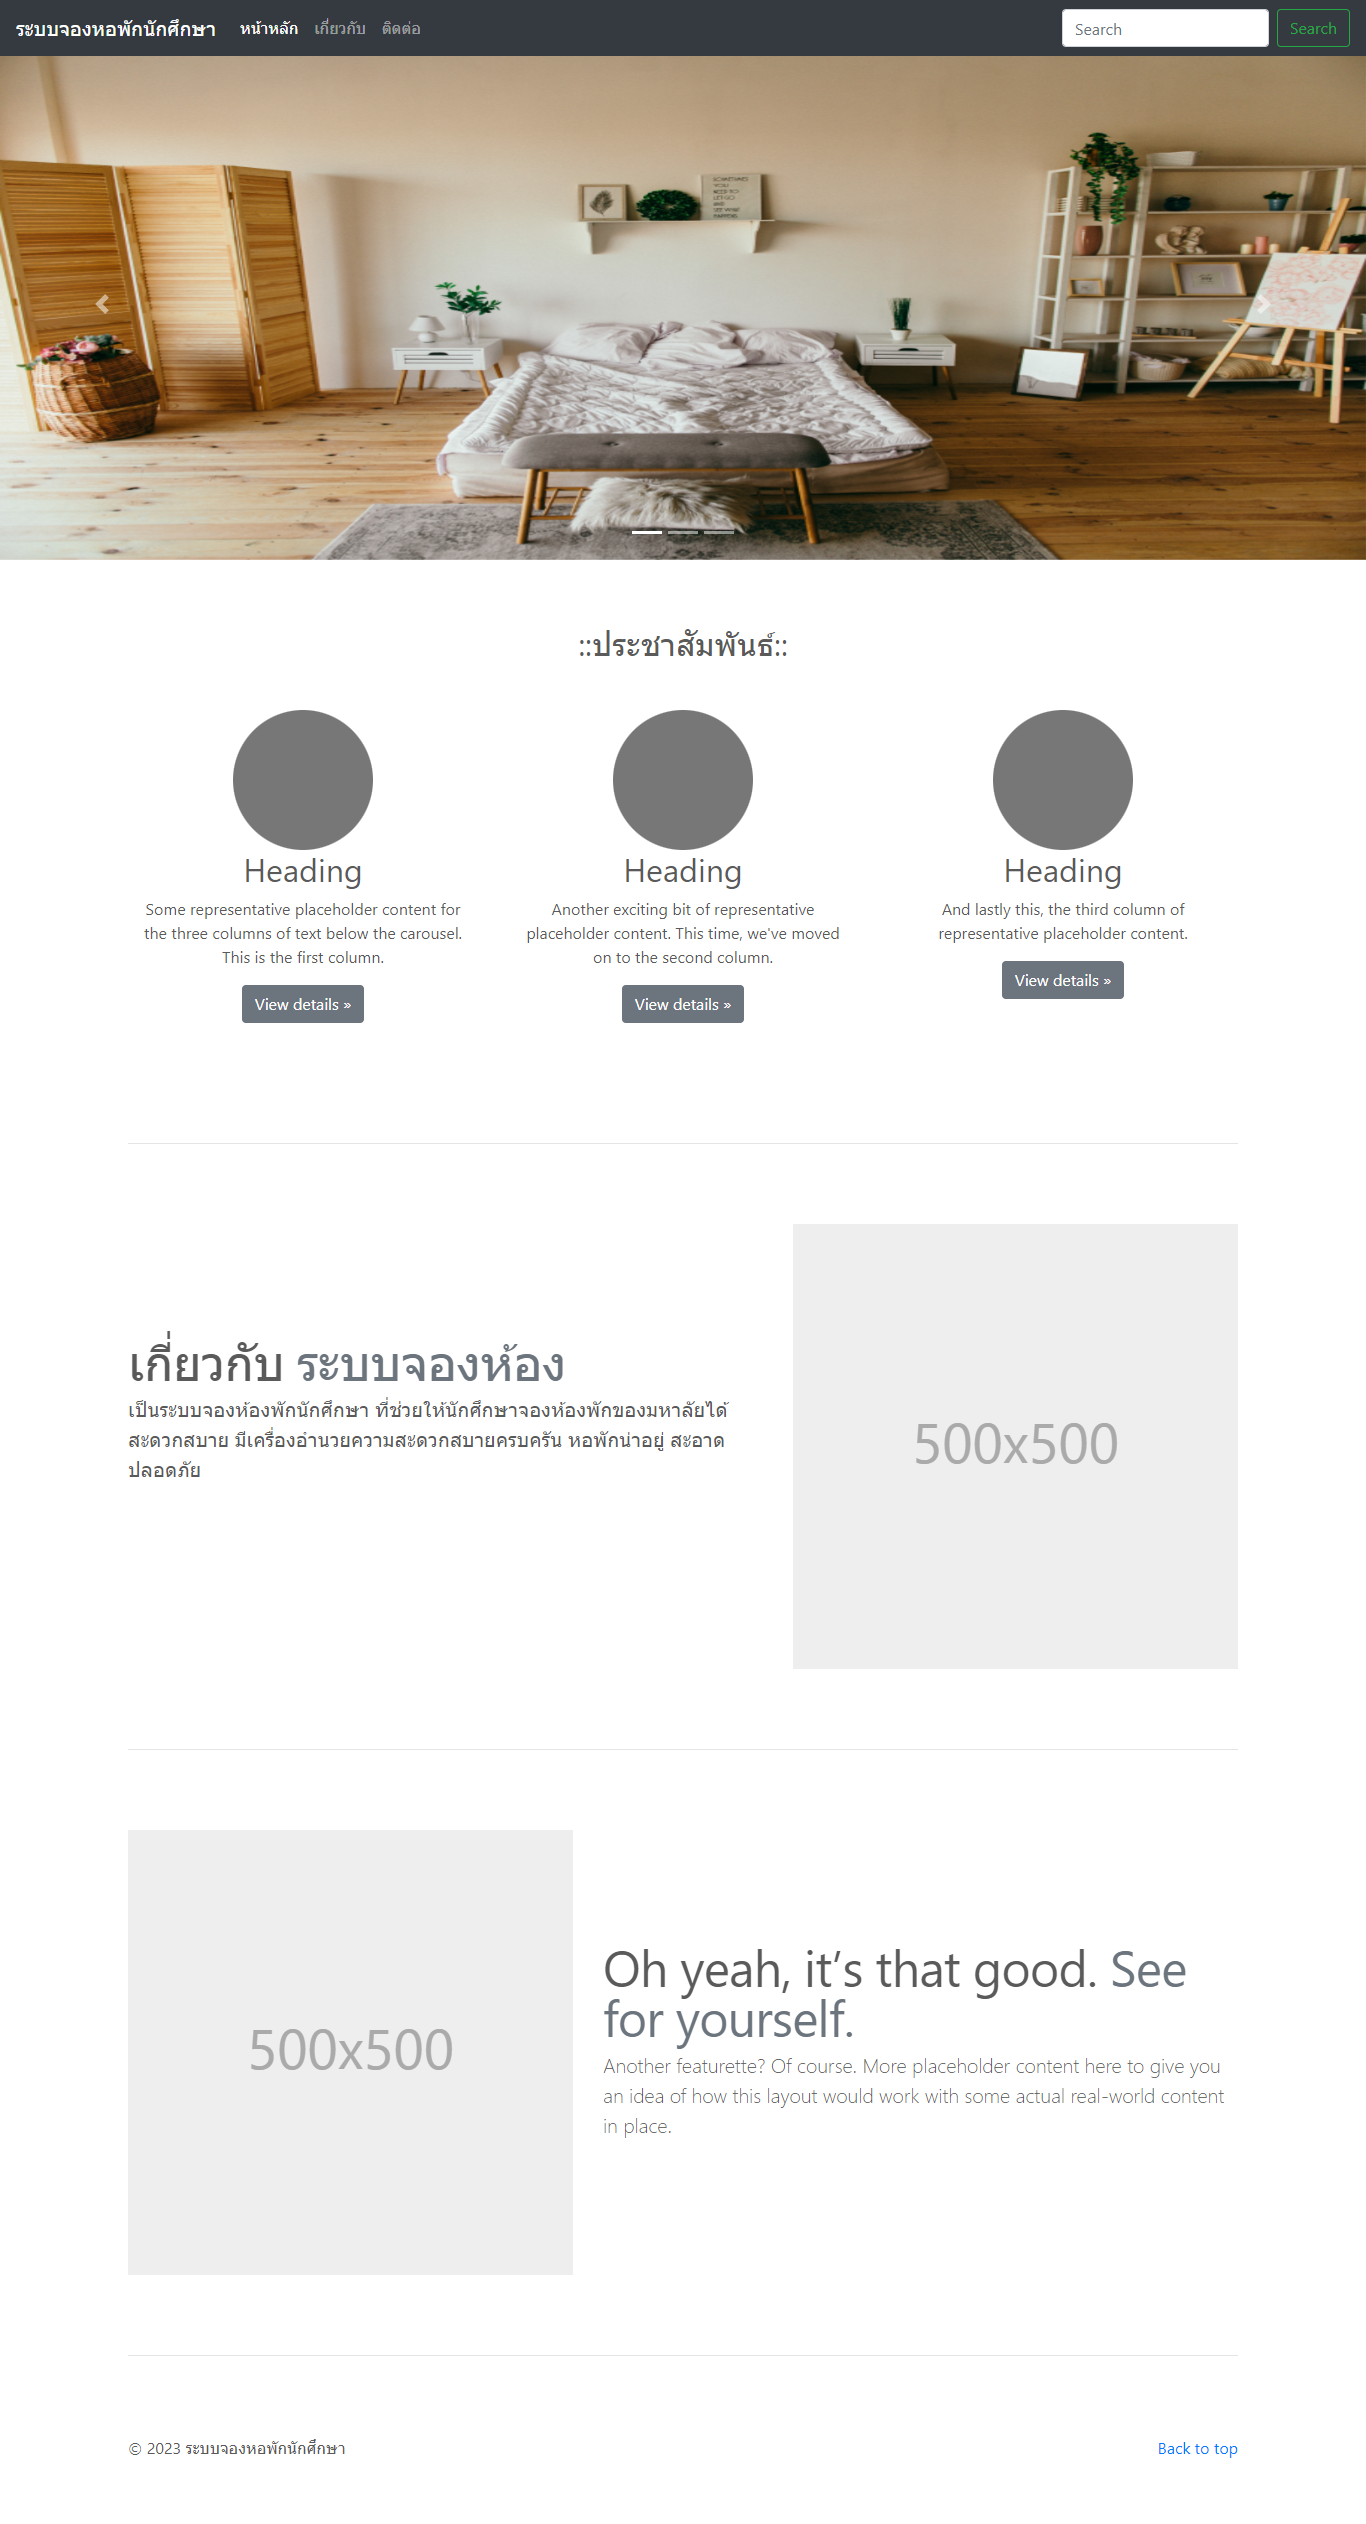 ระบบจองหอพักนักศึกษา หน้าหลัก เกี่ยวกับ ติดต่อ Search Search
SOMETIMES
YOU
NEED TO
LET GO
AND
SEE WHAT
HAPPENS
::ประชาสัมพันธ์::
Heading
Some representative placeholder content for
the three columns of text below the carousel.
This is the first column.
View details »
Heading
Another exciting bit of representative
placeholder content. This time, we've moved
on to the second column.
View details »
Heading
And lastly this, the third column of
representative placeholder content.
View details »
เกี่ยวกับ ระบบจองห้อง
เป็นระบบจองห้องพักนักศึกษา ที่ช่วยให้นักศึกษาจองห้องพักของมหาลัยได้
สะดวกสบาย มีเครื่องอำนวยความสะดวกสบายครบครัน หอพักน่าอยู่ สะอาด
ปลอดภัย
500x500
500x500
Oh yeah, it’s that good. See
for yourself.
Another featurette? Of course. More placeholder content here to give you
an idea of how this layout would work with some actual real-world content
in place.
© 2023 ระบบจองหอพักนักศึกษา
Back to top